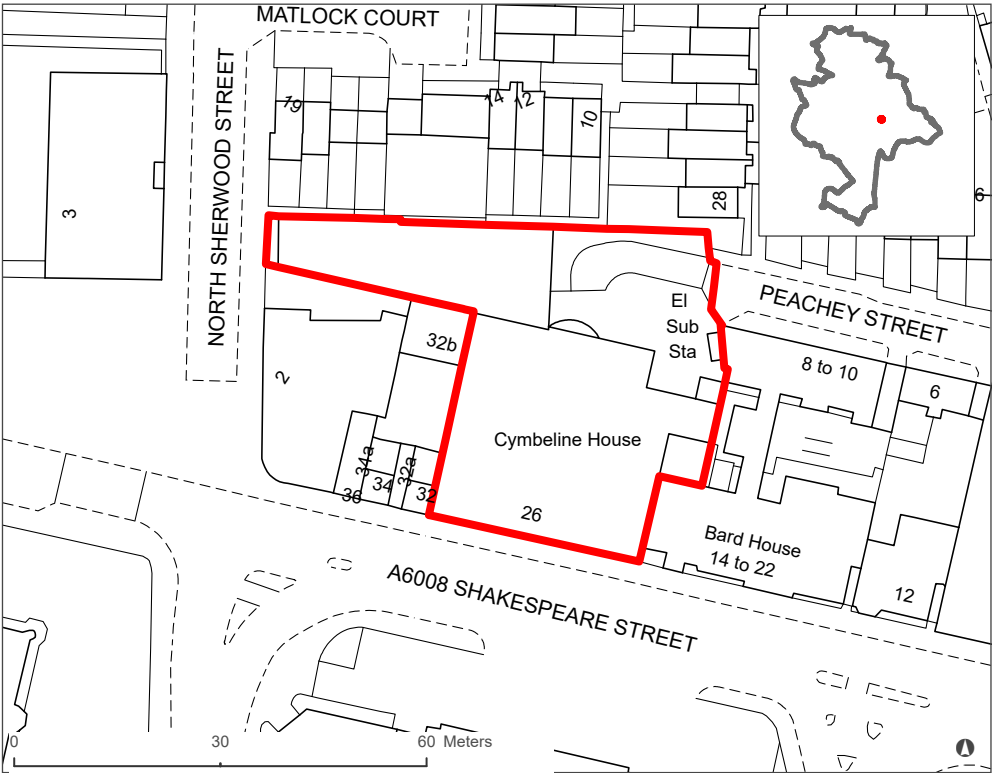 MATLOCK COURT
NORTH SHERWOOD STREET
19
14
12
10
28
3
6
El
Sub
Sta
PEACHEY STREET
8 to 10
6
32b
2
Cymbeline House
34a
32a
34
36
32
26
Bard House
14 to 22
12
A6008 SHAKESPEARE STREET
0
30
60 Meters